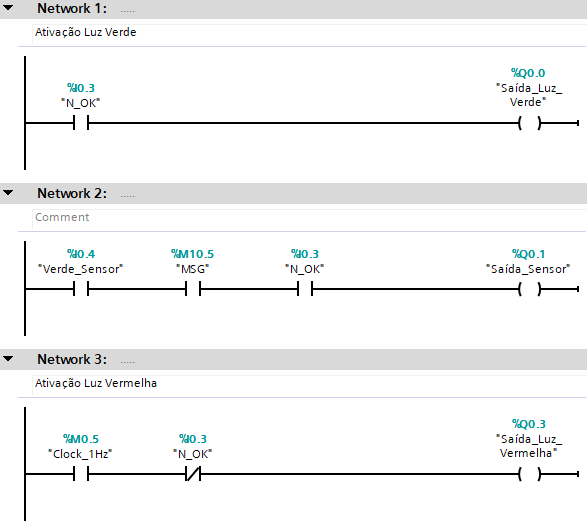 Network 1: .....
Ativação Luz Verde
%I0.3
"N_OK"
%Q0.0
"Saída_Luz_
Verde"
Network 2: .....
Comment
%I0.4
"Verde_Sensor"
%M10.5
"MSG"
%I0.3
"N_OK"
%Q0.1
"Saída_Sensor"
Network 3: .....
Ativação Luz Vermelha
%M0.5
"Clock_1Hz"
%I0.3
"N_OK"
%Q0.3
"Saída_Luz_
Vermelha"